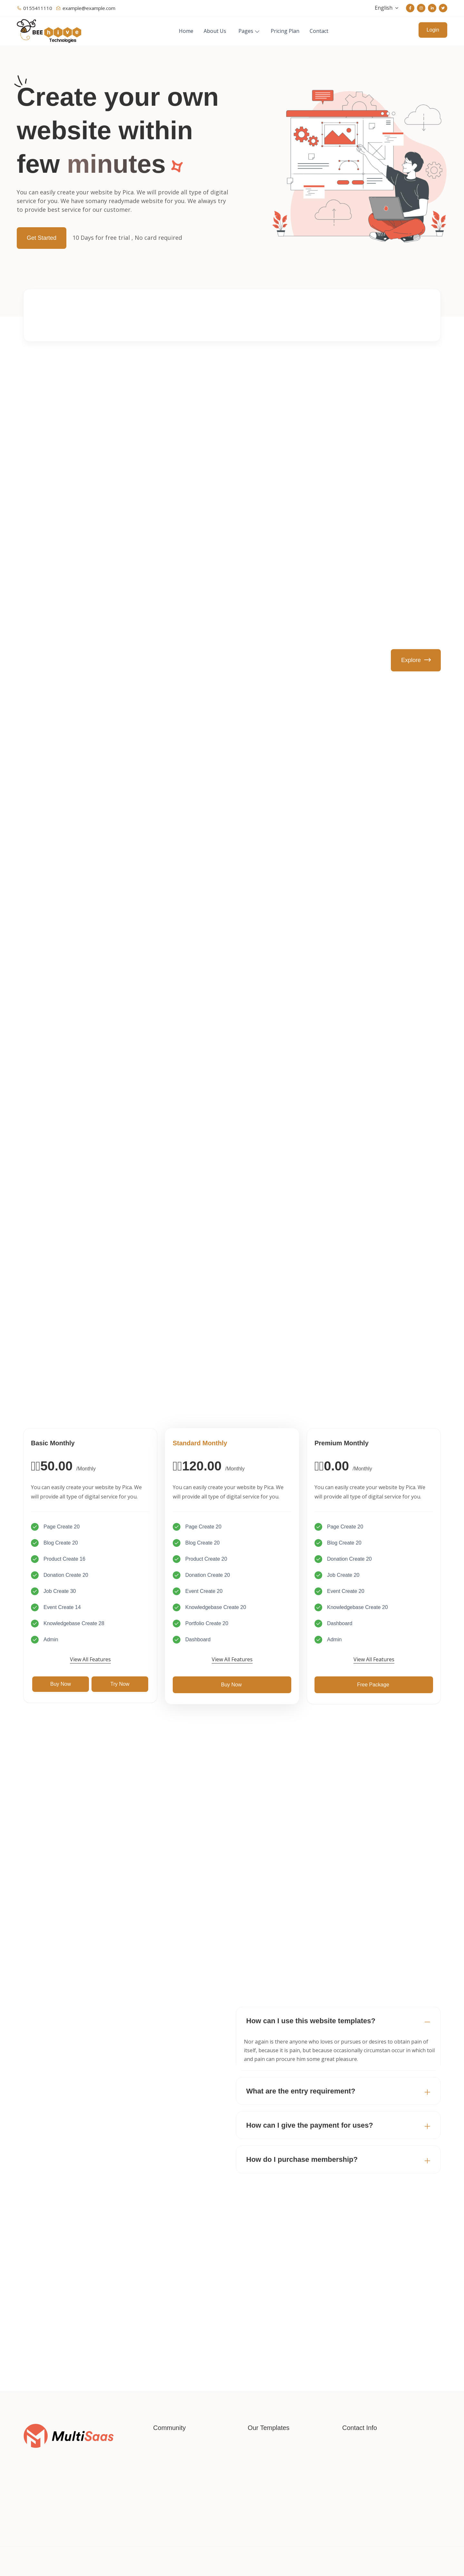 0155411110 example@example.com
English
BEE hive
Technologies
Home About Us Pages Pricing Plan Contact
Login
Create your own
website within
few minutes
You can easily create your website by Pica. We will provide all type of digital
service for you. We have somany readymade website for you. We always try
to provide best service for our customer.
Get Started
10 Days for free trial , No card required
Explore
Basic Monthly
50.00 /Monthly
You can easily create your website by Pica. We
will provide all type of digital service for you.
Page Create 20
Blog Create 20
Product Create 16
Donation Create 20
Job Create 30
Event Create 14
Knowledgebase Create 28
Admin
View All Features
Buy Now
Try Now
Standard Monthly
120.00 /Monthly
You can easily create your website by Pica. We
will provide all type of digital service for you.
Page Create 20
Blog Create 20
Product Create 20
Donation Create 20
Event Create 20
Knowledgebase Create 20
Portfolio Create 20
Dashboard
View All Features
Buy Now
Premium Monthly
0.00 /Monthly
You can easily create your website by Pica. We
will provide all type of digital service for you.
Page Create 20
Blog Create 20
Donation Create 20
Job Create 20
Event Create 20
Knowledgebase Create 20
Dashboard
Admin
View All Features
Free Package
How can I use this website templates?
Nor again is there anyone who loves or pursues or desires to obtain pain of
itself, because it is pain, but because occasionally circumstan occur in which toil
and pain can procure him some great pleasure.
What are the entry requirement?
How can I give the payment for uses?
How do I purchase membership?
MultiSaas
Community
Our Templates
Contact Info